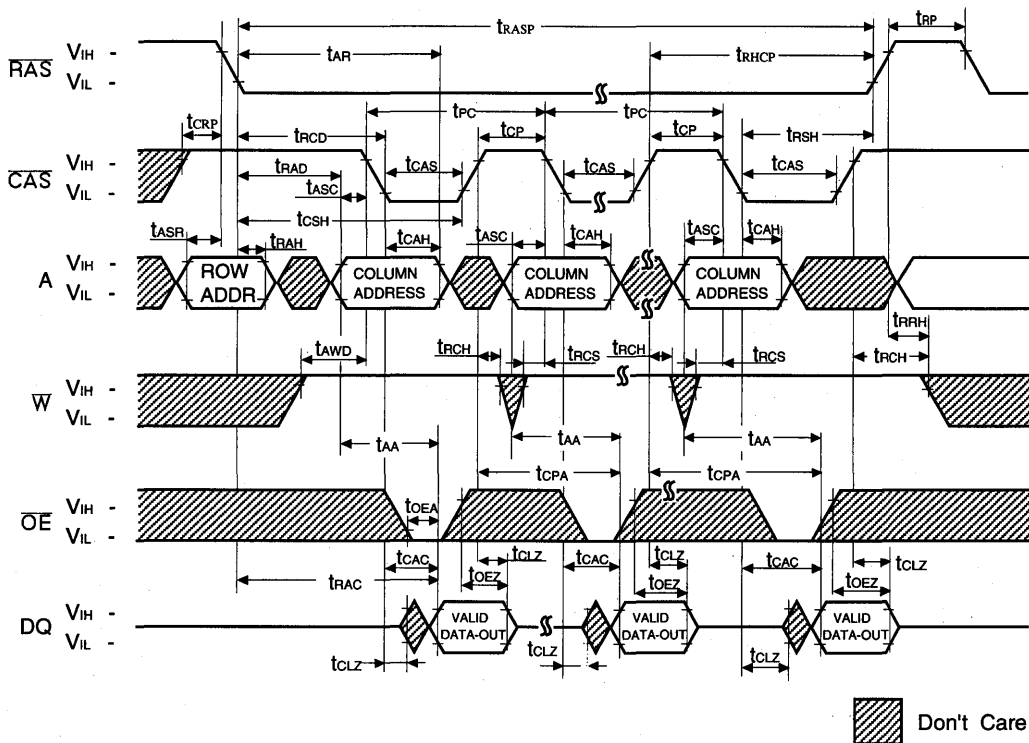 tRASP
tRP
tAR
tRHCP
RAS
VIH -
VIL -
tPC
tPC
tCRP
tRCD
tCP
tCP
tRSH
CAS
VIH -
VIL -
tRAD
tCAS
tCAS
tCAS
tASC
tCSH
tASR
tRAH
tCAH
tASC
tCAH
tASC
tCAH
A
VIH -
VIL -
ROW
ADDR
COLUMN
ADDRESS
COLUMN
ADDRESS
COLUMN
ADDRESS
tRRH
tAWD
tRCH
tRCS
tRCH
tRCS
tRCH
W
VIH -
VIL -
tAA
tAA
tAA
tCPA
tCPA
OE
VIH -
VIL -
tOEA
tCAC
tCLZ
tCAC
tCLZ
tCAC
tCLZ
tRAC
tOEZ
tOEZ
tOEZ
DQ
VIH -
VIL -
VALID
DATA-OUT
VALID
DATA-OUT
VALID
DATA-OUT
tCLZ
tCLZ
tCLZ
Don't Care